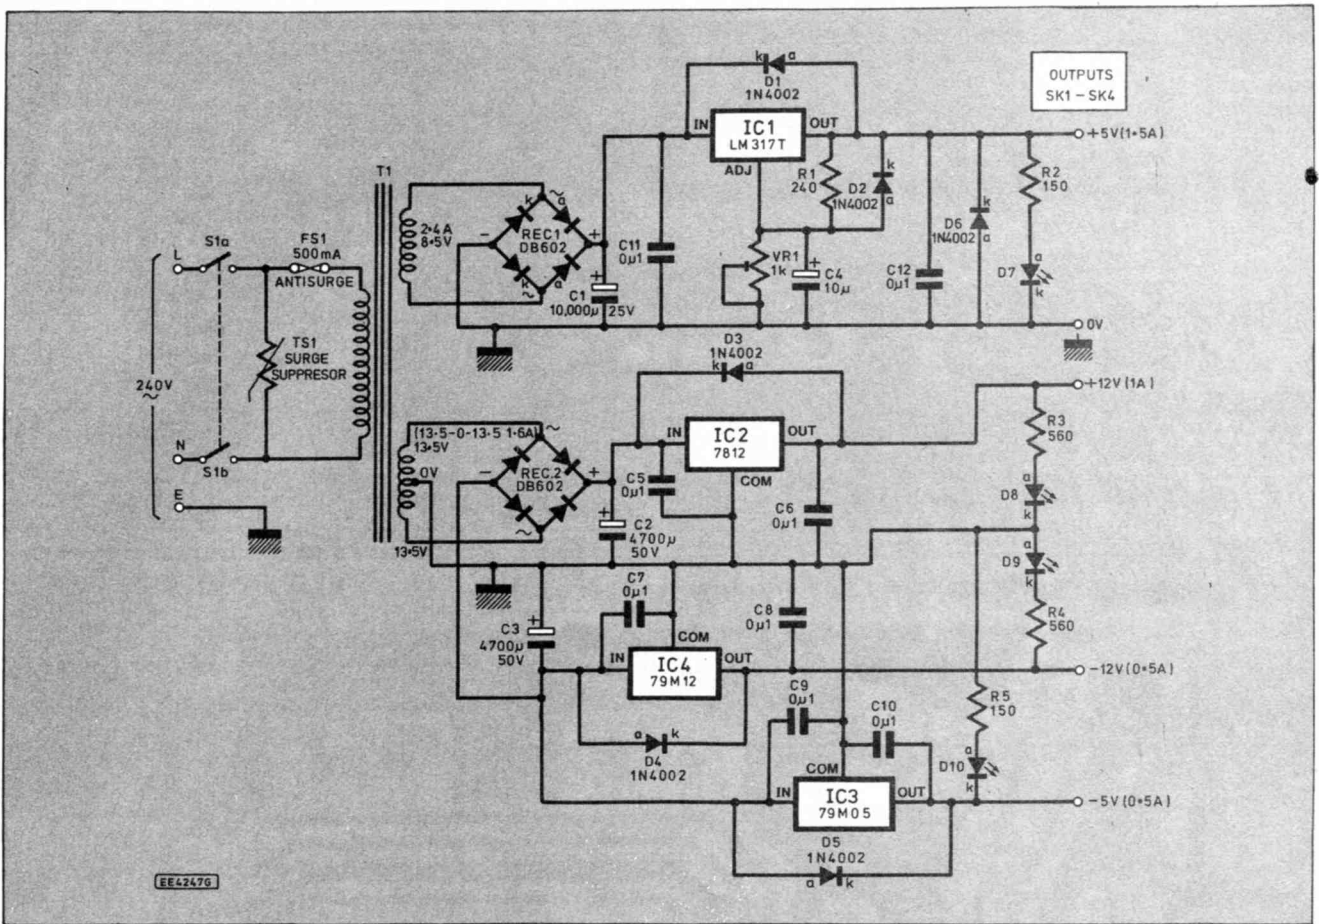 OUTPUTS
SK1 – SK4
k
a
D1
1N4002
IN
IC1
LM317T
OUT
ADJ
+5V (1•5A)
R1
240
k
D2
1N4002
a
R2
150
T1
2•4A
8•5V
~
k
a
–
REC1
DB602
+
k
a
~
C11
0µ1
+
C1
10,000µ
25V
VR1
1k
+
C4
10µ
C12
0µ1
k
D6
1N4002
a
a
D7
k
0V
S1a
FS1
500mA
ANTISURGE
L
TS1
SURGE
SUPPRESOR
240V
~
N
S1b
E
D3
1N4002
k
a
+12V (1A)
(13•5-0-13•5 1•6A)
13•5V
0V
13•5V
~
–
REC.2
DB602
+
~
IN
IC2
7812
OUT
COM
C5
0µ1
C6
0µ1
+
C2
4700µ
50V
R3
560
a
D8
k
a
D9
k
R4
560
C7
0µ1
C8
0µ1
+
C3
4700µ
50V
COM
IN
IC4
79M12
OUT
–12V (0•5A)
a
k
D4
1N4002
C9
0µ1
C10
0µ1
R5
150
a
D10
k
COM
IN
IC3
79M05
OUT
–5V (0•5A)
D5
1N4002
a
k
EE4247G